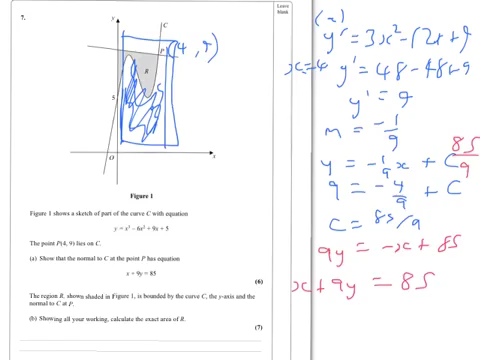 Leave
blank
7.
y
C
P
(4, 9)
R
5
O
x
Figure 1
Figure 1 shows a sketch of part of the curve C with equation
y = x³ – 6x² + 9x + 5
The point P(4, 9) lies on C.
(a) Show that the normal to C at the point P has equation
x + 9y = 85
(6)
The region R, shown shaded in Figure 1, is bounded by the curve C, the y-axis and the
normal to C at P.
(b) Showing all your working, calculate the exact area of R.
(7)
y' = 3x² - 12x + 9
x=4 y' = 48 - 48 + 9
y' = 9
m = -1/9
y = -1/9 x + C 85/9
9 = -4/9 + C
C = 85/9
9y = -x + 85
x + 9y = 85